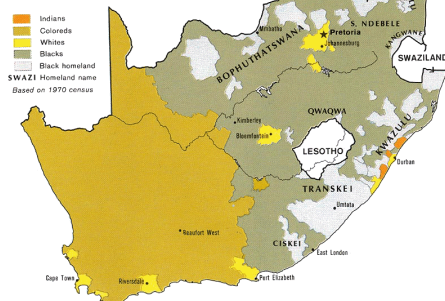 Indians
Coloreds
Whites
Blacks
Black homeland
SWAZI Homeland name
Based on 1970 census
S. NDEBELE
Mmbatho
Pretoria
Johannesburg
KANGWANE
BOPHUTHATSWANA
SWAZILAND
QWAQWA
Kimberley
Bloemfontein
LESOTHO
KWAZULU
Durban
TRANSKEI
Umtata
Beaufort West
CISKEI
East London
Cape Town
Riversdale
Port Elizabeth